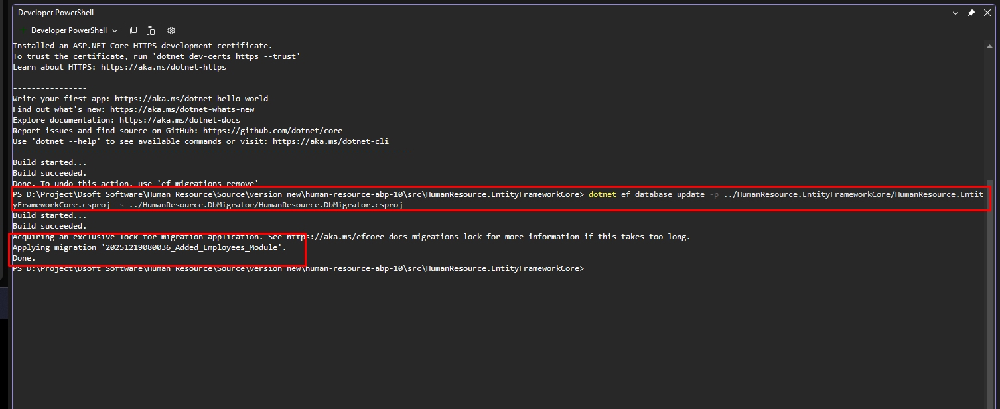 Developer PowerShell
+ Developer PowerShell
Installed an ASP.NET Core HTTPS development certificate.
To trust the certificate, run 'dotnet dev-certs https --trust'
Learn about HTTPS: https://aka.ms/dotnet-https
----------------
Write your first app: https://aka.ms/dotnet-hello-world
Find out what's new: https://aka.ms/dotnet-whats-new
Explore documentation: https://aka.ms/dotnet-docs
Report issues and find source on GitHub: https://github.com/dotnet/core
Use 'dotnet --help' to see available commands or visit: https://aka.ms/dotnet-cli
--------------------------------------------------------------------------------------
Build started...
Build succeeded.
Done. To undo this action, use 'ef migrations remove'
PS D:\Project\Dsoft Software\Human Resource\Source\version new\human-resource-abp-10\src\HumanResource.EntityFrameworkCore> dotnet ef database update -p ../HumanResource.EntityFrameworkCore/HumanResource.Entit
yFrameworkCore.csproj -s ../HumanResource.DbMigrator/HumanResource.DbMigrator.csproj
Build started...
Build succeeded.
Acquiring an exclusive lock for migration application. See https://aka.ms/efcore-docs-migrations-lock for more information if this takes too long.
Applying migration '20251219080036_Added_Employees_Module'.
Done.
PS D:\Project\Dsoft Software\Human Resource\Source\version new\human-resource-abp-10\src\HumanResource.EntityFrameworkCore>